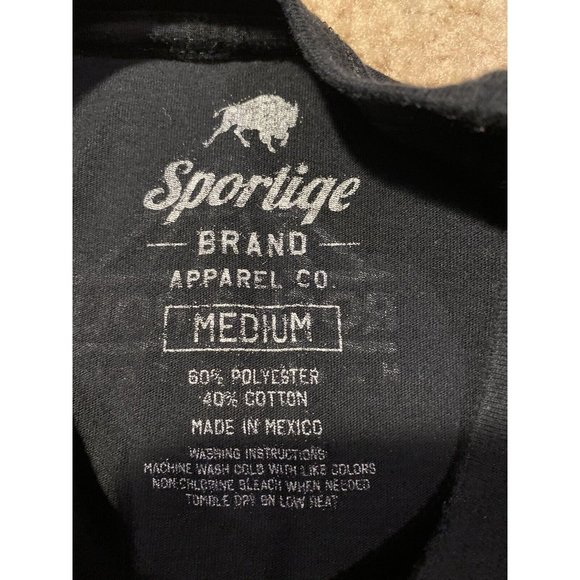 Sportiqe
BRAND
APPAREL CO.
MEDIUM
60% POLYESTER
40% COTTON
MADE IN MEXICO
WASHING INSTRUCTIONS:
MACHINE WASH COLD WITH LIKE COLORS
NON-CHLORINE BLEACH WHEN NEEDED
TUMBLE DRY ON LOW HEAT